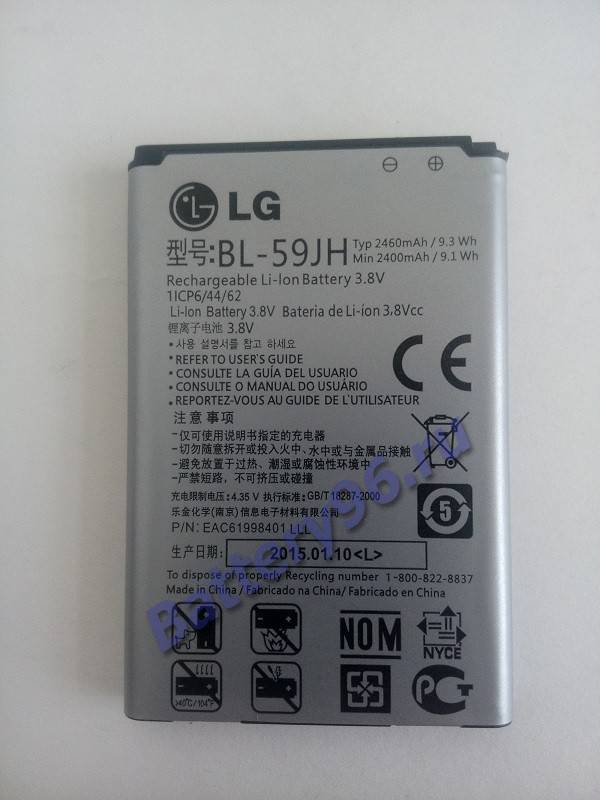 LG
型号:BL-59JH Typ 2460mAh / 9.3 Wh
Min 2400mAh / 9.1 Wh
Rechargeable Li-Ion Battery 3.8V
1ICP6/44/62
Li-Ion Battery 3.8V Bateria de Li-íon 3,8Vcc
锂离子电池 3.8V
•사용 설명서를 참고 하세요
•REFER TO USER'S GUIDE
•CONSULTE LA GUÍA DEL USUARIO
•CONSULTE O MANUAL DO USUÁRIO
•REPORTEZ-VOUS AU GUIDE DE L'UTILISATEUR
CE
注意事项
-仅可使用说明书指定的充电器
-切勿随意拆开或投入火中、水中或与金属品接触
-避免放置于过热、潮湿或腐蚀性环境中
-严禁短路、不可挤压或碰撞
充电限制电压: 4.35 V 执行标准: GB/T 18287-2000
乐金化学(南京)信息电子材料有限公司
P/N: EAC61998401 LLL
5
生产日期: 2015.01.10<L>
To dispose of properly Recycling number 1-800-822-8837
Made in China / Fabricado na China / Fabricado en China
NOM
NYCE
>40°C /104°F
Battery96.ru